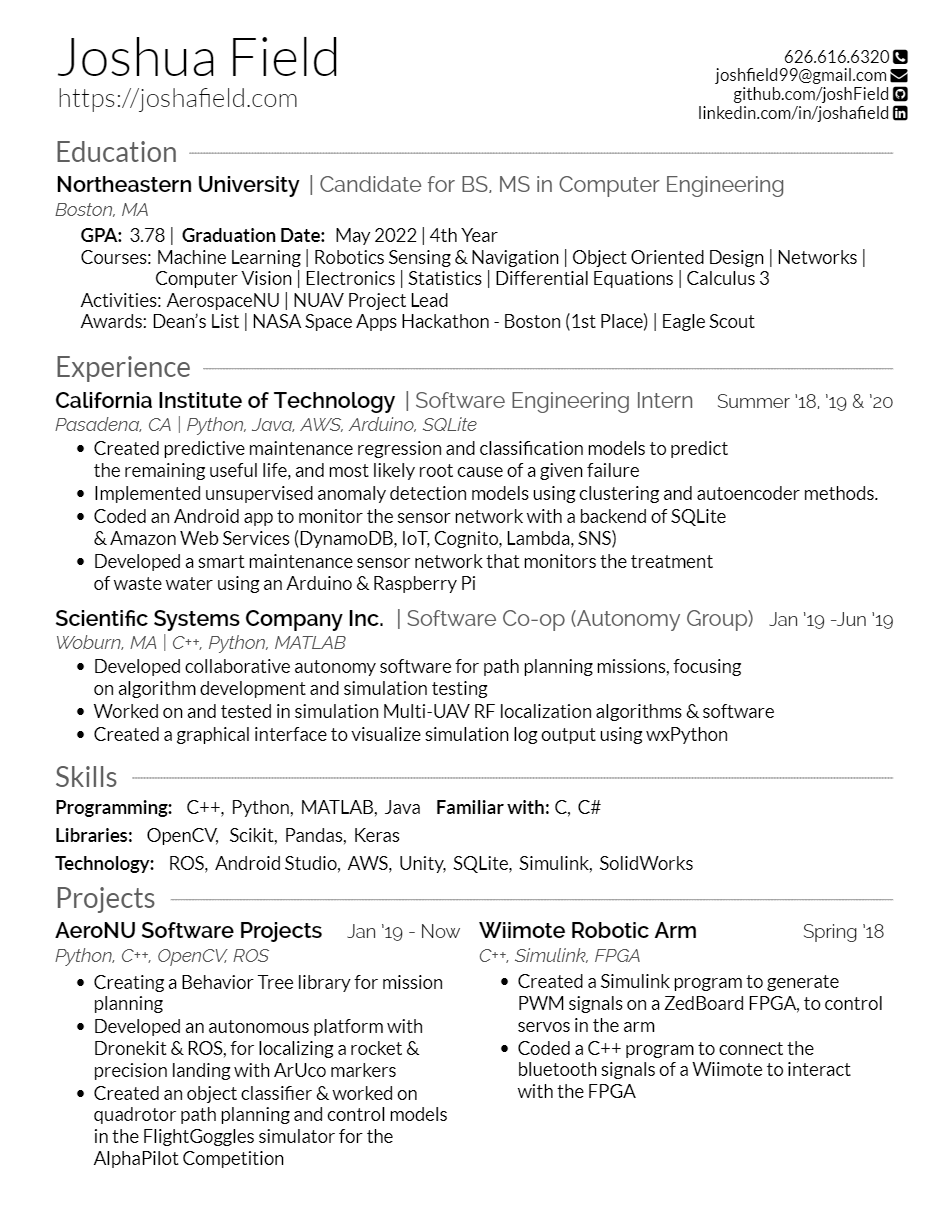 Joshua Field
https://joshafield.com
626.616.6320
joshfield99@gmail.com
github.com/joshField
linkedin.com/in/joshafield
Education
Northeastern University | Candidate for BS, MS in Computer Engineering
Boston, MA
GPA: 3.78 | Graduation Date: May 2022 | 4th Year
Courses: Machine Learning | Robotics Sensing & Navigation | Object Oriented Design | Networks |
Computer Vision | Electronics | Statistics | Differential Equations | Calculus 3
Activities: AerospaceNU | NUAV Project Lead
Awards: Dean's List | NASA Space Apps Hackathon - Boston (1st Place) | Eagle Scout
Experience
California Institute of Technology | Software Engineering Intern Summer '18, '19 & '20
Pasadena, CA | Python, Java, AWS, Arduino, SQLite
• Created predictive maintenance regression and classification models to predict
the remaining useful life, and most likely root cause of a given failure
• Implemented unsupervised anomaly detection models using clustering and autoencoder methods.
• Coded an Android app to monitor the sensor network with a backend of SQLite
& Amazon Web Services (DynamoDB, IoT, Cognito, Lambda, SNS)
• Developed a smart maintenance sensor network that monitors the treatment
of waste water using an Arduino & Raspberry Pi
Scientific Systems Company Inc. | Software Co-op (Autonomy Group) Jan '19 -Jun '19
Woburn, MA | C++, Python, MATLAB
• Developed collaborative autonomy software for path planning missions, focusing
on algorithm development and simulation testing
• Worked on and tested in simulation Multi-UAV RF localization algorithms & software
• Created a graphical interface to visualize simulation log output using wxPython
Skills
Programming: C++, Python, MATLAB, Java Familiar with: C, C#
Libraries: OpenCV, Scikit, Pandas, Keras
Technology: ROS, Android Studio, AWS, Unity, SQLite, Simulink, SolidWorks
Projects
AeroNU Software Projects Jan '19 - Now
Python, C++, OpenCV, ROS
• Creating a Behavior Tree library for mission
planning
• Developed an autonomous platform with
Dronekit & ROS, for localizing a rocket &
precision landing with ArUco markers
• Created an object classifier & worked on
quadrotor path planning and control models
in the FlightGoggles simulator for the
AlphaPilot Competition
Wiimote Robotic Arm Spring '18
C++, Simulink, FPGA
• Created a Simulink program to generate
PWM signals on a ZedBoard FPGA, to control
servos in the arm
• Coded a C++ program to connect the
bluetooth signals of a Wiimote to interact
with the FPGA